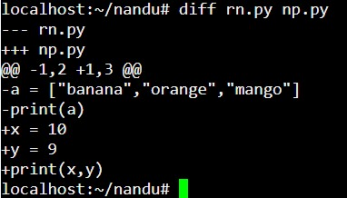 localhost:~/nandu# diff rn.py np.py
--- rn.py
+++ np.py
@@ -1,2 +1,3 @@
-a = ["banana","orange","mango"]
-print(a)
+x = 10
+y = 9
+print(x,y)
localhost:~/nandu#